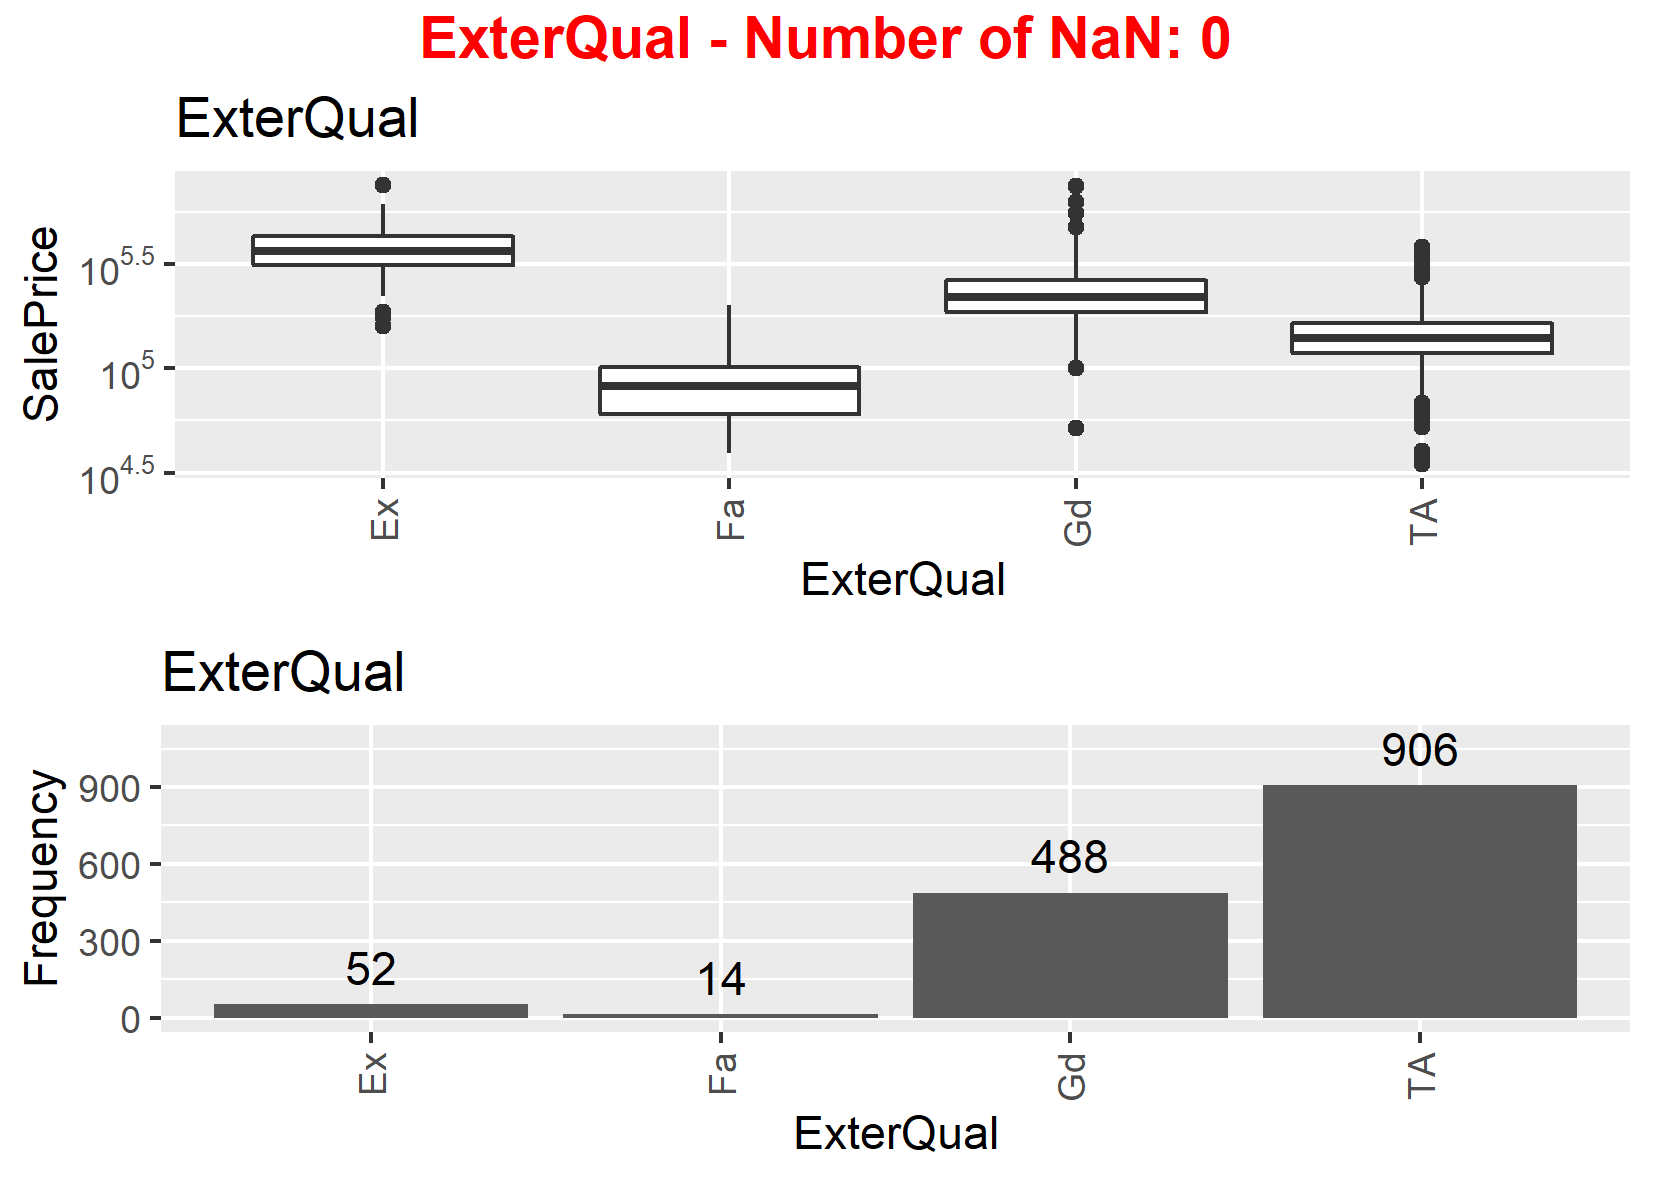 ExterQual - Number of NaN: 0
ExterQual
SalePrice
10^5.5
10^5
10^4.5
Ex Fa Gd TA
ExterQual
ExterQual
Frequency
900
600
300
0
906
488
52
14
Ex Fa Gd TA
ExterQual